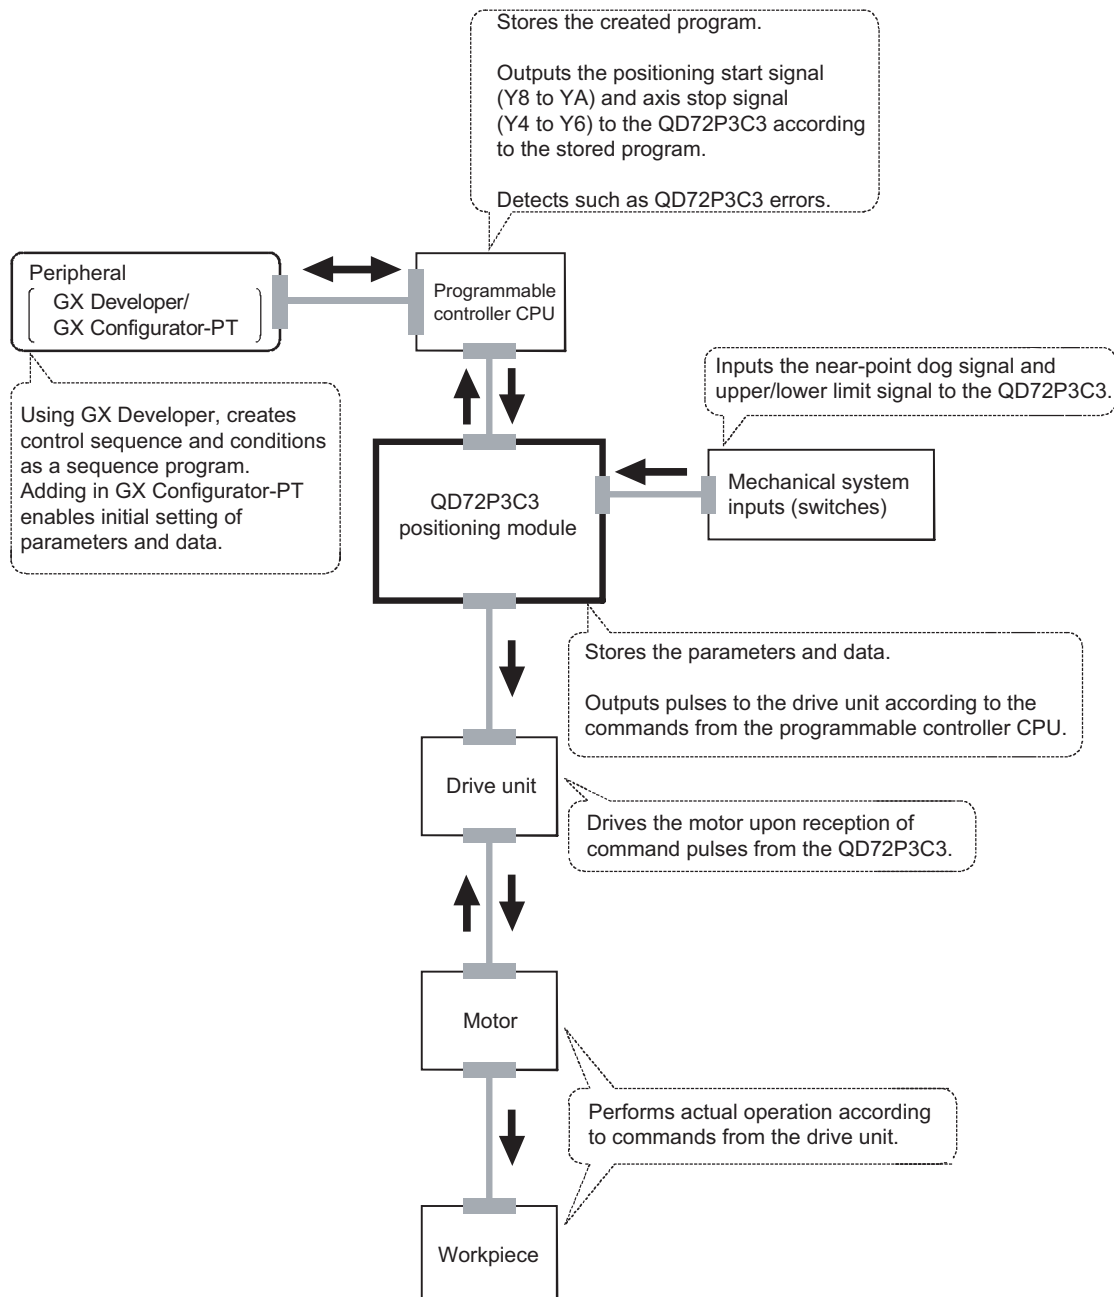 Stores the created program.
Outputs the positioning start signal
(Y8 to YA) and axis stop signal
(Y4 to Y6) to the QD72P3C3 according
to the stored program.
Detects such as QD72P3C3 errors.
Peripheral
GX Developer/
GX Configurator-PT
Programmable
controller CPU
Inputs the near-point dog signal and
upper/lower limit signal to the QD72P3C3.
Using GX Developer, creates
control sequence and conditions
as a sequence program.
Adding in GX Configurator-PT
enables initial setting of
parameters and data.
QD72P3C3
positioning module
Mechanical system
inputs (switches)
Stores the parameters and data.
Outputs pulses to the drive unit according to the
commands from the programmable controller CPU.
Drive unit
Drives the motor upon reception of
command pulses from the QD72P3C3.
Motor
Performs actual operation according
to commands from the drive unit.
Workpiece